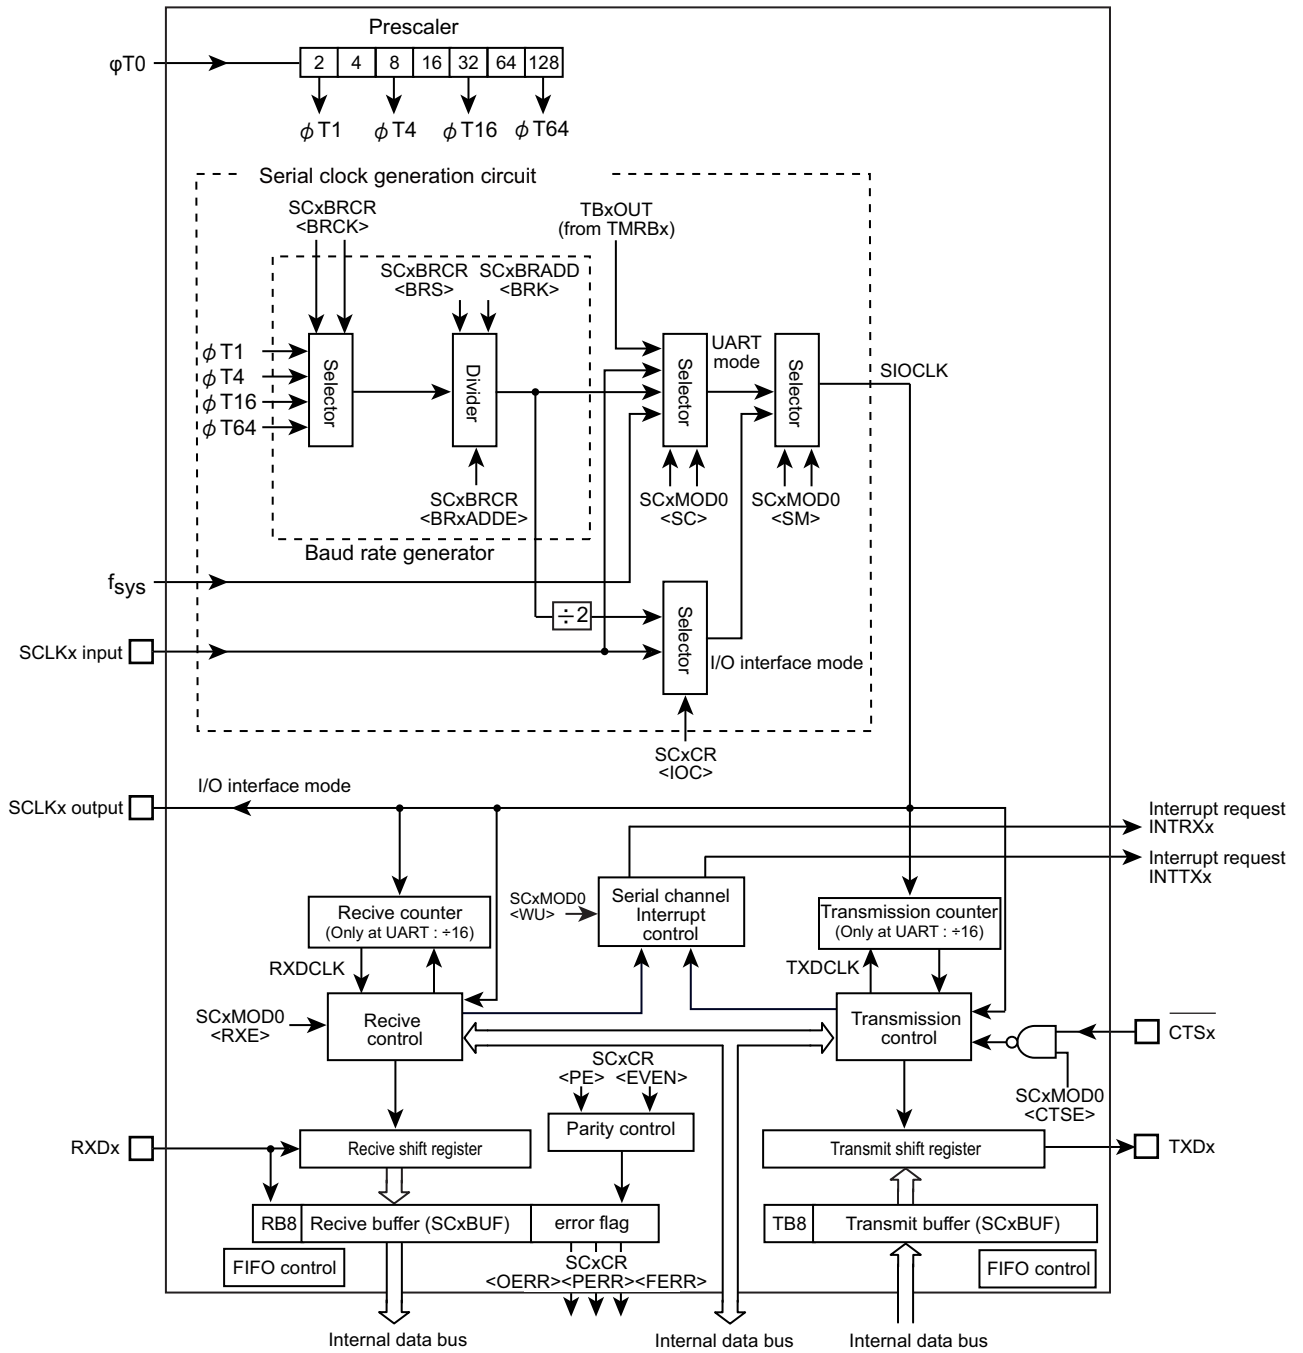 Prescaler
φT0
2 4 8 16 32 64 128
ϕT1 ϕT4 ϕT16 ϕT64
Serial clock generation circuit
SCxBRCR
<BRCK>
TBxOUT
(from TMRBx)
SCxBRCR
<BRS>
SCxBRADD
<BRK>
ϕT1
ϕT4
ϕT16
ϕT64
Selector
Divider
Selector
UART
mode
Selector
SIOCLK
SCxBRCR
<BRxADDE>
SCxMOD0
<SC>
SCxMOD0
<SM>
Baud rate generator
fsys
÷2
Selector
SCLKx input
I/O interface mode
SCxCR
<IOC>
I/O interface mode
SCLKx output
Interrupt request
INTRXx
Interrupt request
INTTXx
Recive counter
(Only at UART : ÷16)
SCxMOD0
<WU>
Serial channel
Interrupt
control
Transmission counter
(Only at UART : ÷16)
RXDCLK
TXDCLK
SCxMOD0
<RXE>
Recive
control
Transmission
control
CTSx
SCxMOD0
<CTSE>
SCxCR
<PE> <EVEN>
Parity control
RXDx
Recive shift register
Transmit shift register
TXDx
RB8 Recive buffer (SCxBUF) error flag
TB8 Transmit buffer (SCxBUF)
FIFO control
SCxCR
<OERR><PERR><FERR>
FIFO control
Internal data bus
Internal data bus
Internal data bus